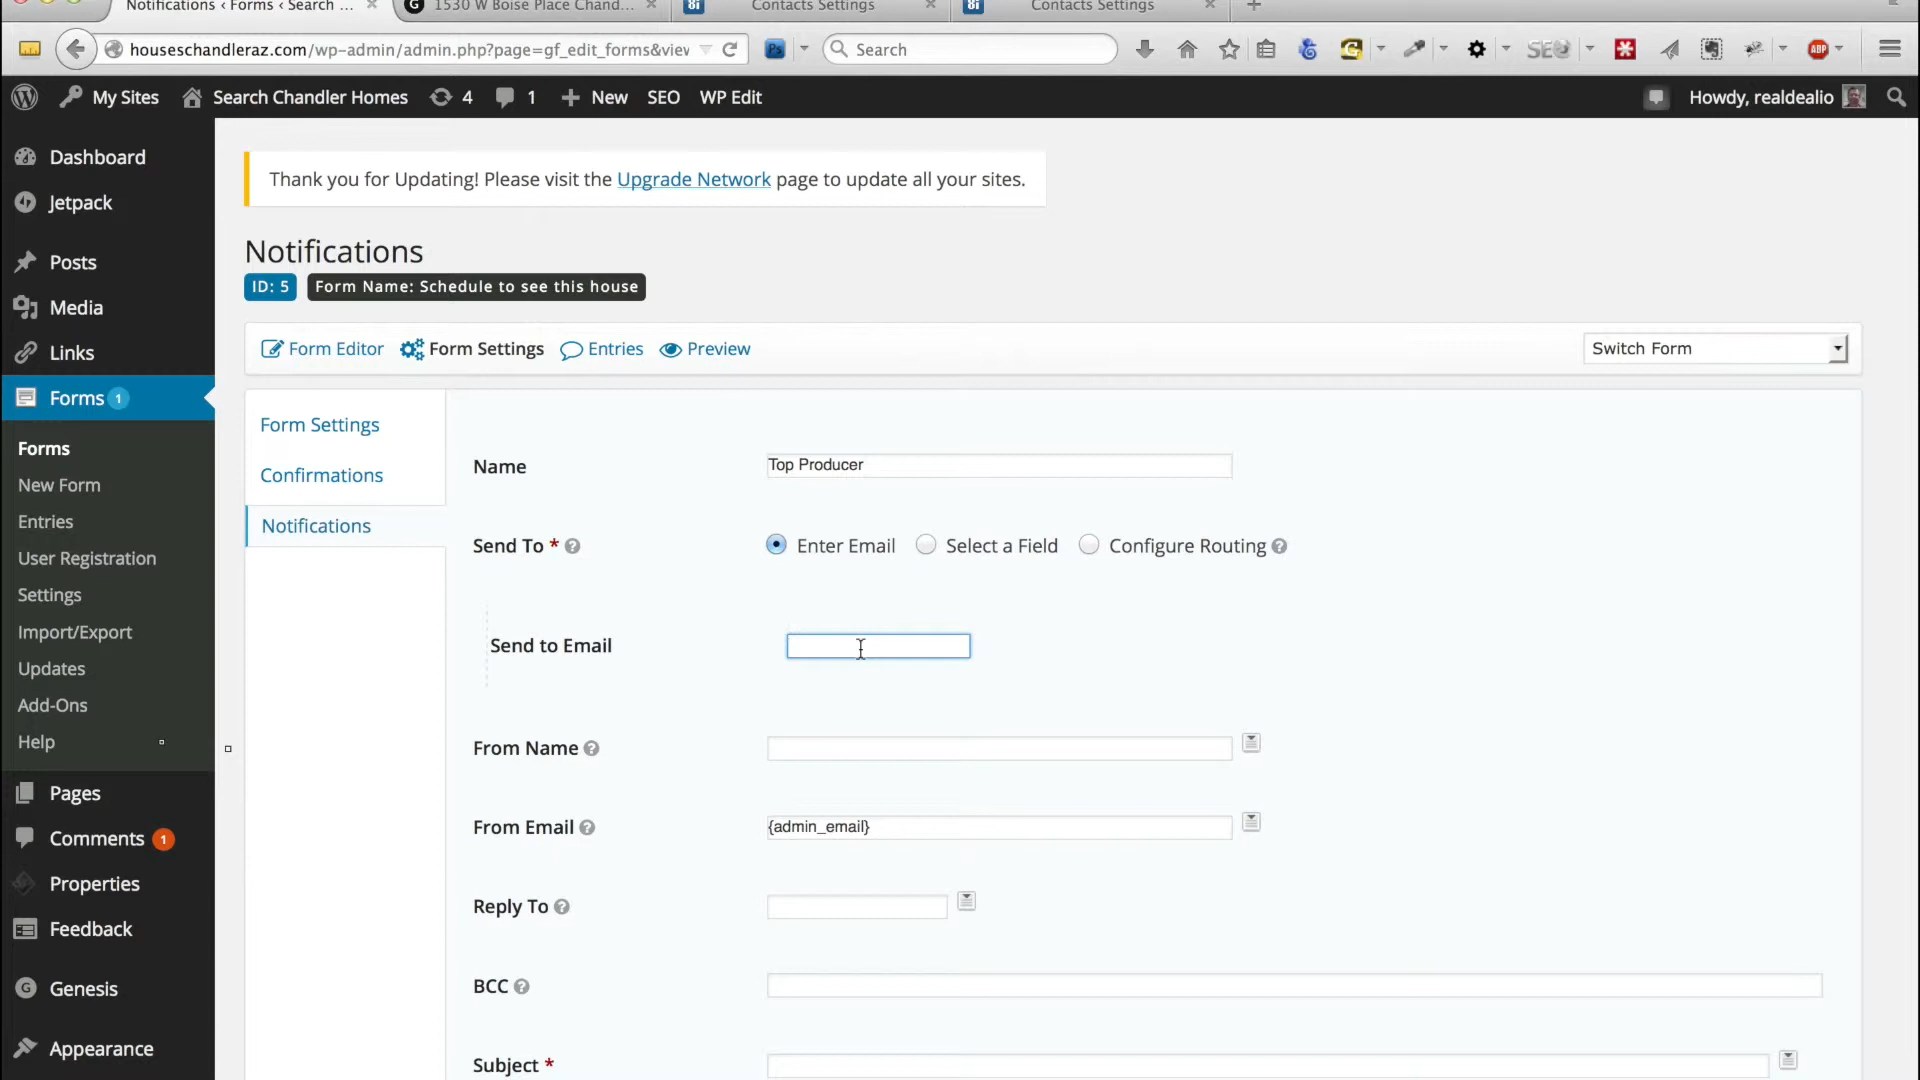 Notifications ‹ Forms ‹ Search ...
1530 W Boise Place Chand...
Contacts Settings
Contacts Settings
houseschandleraz.com/wp-admin/admin.php?page=gf_edit_forms&view
Search
My Sites
Search Chandler Homes
4
1
New
SEO
WP Edit
Howdy, realdealio
Dashboard
Jetpack
Posts
Media
Links
Forms 1
Forms
New Form
Entries
User Registration
Settings
Import/Export
Updates
Add-Ons
Help
Pages
Comments 1
Properties
Feedback
Genesis
Appearance
Thank you for Updating! Please visit the Upgrade Network page to update all your sites.
Notifications
ID: 5
Form Name: Schedule to see this house
Form Editor
Form Settings
Entries
Preview
Switch Form
Form Settings
Confirmations
Notifications
Name
Top Producer
Send To *
Enter Email
Select a Field
Configure Routing
Send to Email
From Name
From Email
{admin_email}
Reply To
BCC
Subject *